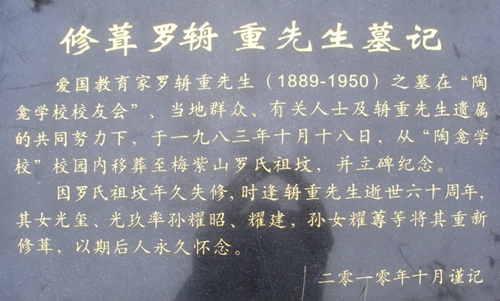 修葺罗䢼重先生墓记
爱国教育家罗䢼重先生（1889-1950）之墓在“陶
龛学校校友会”、当地群众、有关人士及䢼重先生遗属
的共同努力下，于一九八三年十月十八日，从“陶龛学
校”校园内移葬至梅紫山罗氏祖坟，并立碑纪念。
因罗氏祖坟年久失修，时逢䢼重先生逝世六十周年，
其女光玺、光玖率孙耀昭、耀建，孙女耀荨等将其重新
修葺，以期后人永久怀念。
二零一零年十月谨记